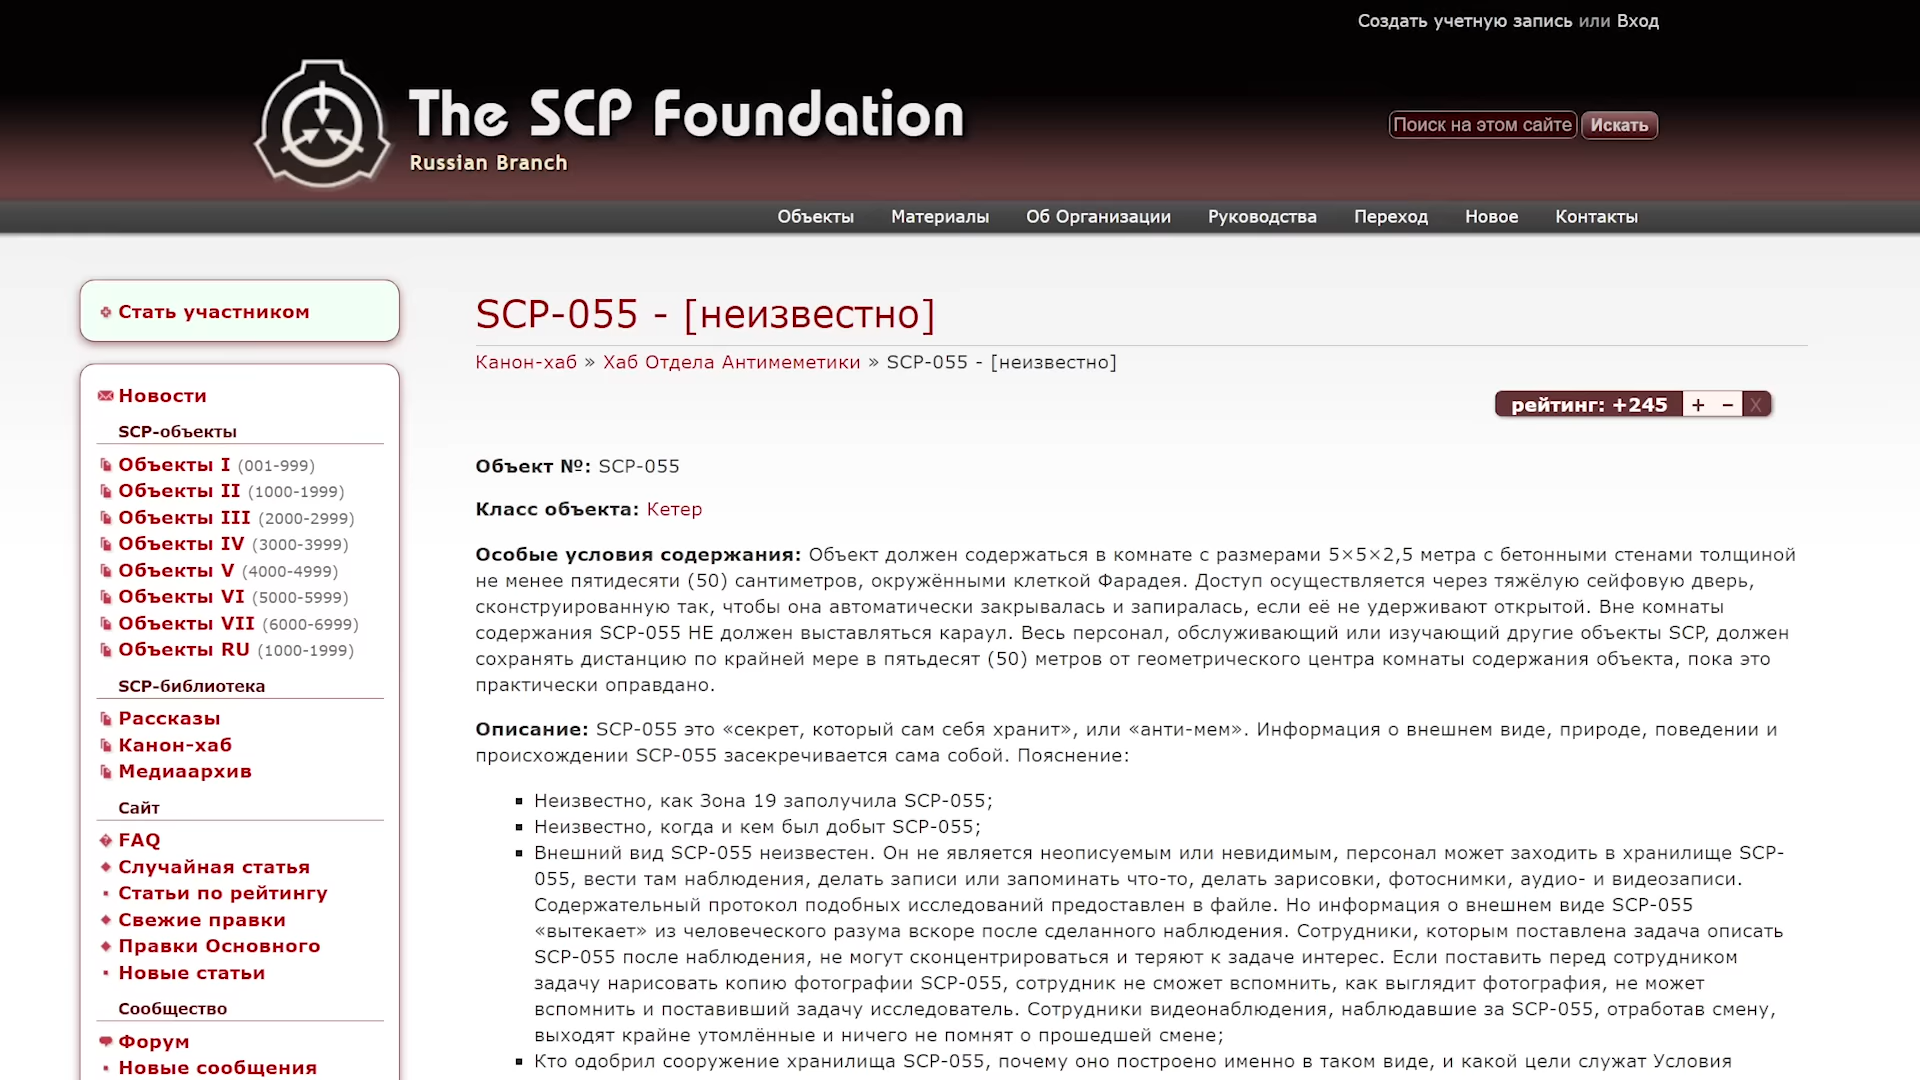 Создать учетную запись или Вход
The SCP Foundation
Russian Branch
Поиск на этом сайте Искать
Объекты Материалы Об Организации Руководства Переход Новое Контакты
Стать участником
Новости
SCP-объекты
Объекты I (001-999)
Объекты II (1000-1999)
Объекты III (2000-2999)
Объекты IV (3000-3999)
Объекты V (4000-4999)
Объекты VI (5000-5999)
Объекты VII (6000-6999)
Объекты RU (1000-1999)
SCP-библиотека
Рассказы
Канон-хаб
Медиаархив
Сайт
FAQ
Случайная статья
Статьи по рейтингу
Свежие правки
Правки Основного
Новые статьи
Сообщество
Форум
Новые сообщения
SCP-055 - [неизвестно]
Канон-хаб » Хаб Отдела Антимеметики » SCP-055 - [неизвестно]
рейтинг: +245 + – X
Объект №: SCP-055
Класс объекта: Кетер
Особые условия содержания: Объект должен содержаться в комнате с размерами 5×5×2,5 метра с бетонными стенами толщиной
не менее пятидесяти (50) сантиметров, окружёнными клеткой Фарадея. Доступ осуществляется через тяжёлую сейфовую дверь,
сконструированную так, чтобы она автоматически закрывалась и запиралась, если её не удерживают открытой. Вне комнаты
содержания SCP-055 НЕ должен выставляться караул. Весь персонал, обслуживающий или изучающий другие объекты SCP, должен
сохранять дистанцию по крайней мере в пятьдесят (50) метров от геометрического центра комнаты содержания объекта, пока это
практически оправдано.
Описание: SCP-055 это «секрет, который сам себя хранит», или «анти-мем». Информация о внешнем виде, природе, поведении и
происхождении SCP-055 засекречивается сама собой. Пояснение:
Неизвестно, как Зона 19 заполучила SCP-055;
Неизвестно, когда и кем был добыт SCP-055;
Внешний вид SCP-055 неизвестен. Он не является неописуемым или невидимым, персонал может заходить в хранилище SCP-
055, вести там наблюдения, делать записи или запоминать что-то, делать зарисовки, фотоснимки, аудио- и видеозаписи.
Содержательный протокол подобных исследований предоставлен в файле. Но информация о внешнем виде SCP-055
«вытекает» из человеческого разума вскоре после сделанного наблюдения. Сотрудники, которым поставлена задача описать
SCP-055 после наблюдения, не могут сконцентрироваться и теряют к задаче интерес. Если поставить перед сотрудником
задачу нарисовать копию фотографии SCP-055, сотрудник не сможет вспомнить, как выглядит фотография, не может
вспомнить и поставивший задачу исследователь. Сотрудники видеонаблюдения, наблюдавшие за SCP-055, отработав смену,
выходят крайне утомлённые и ничего не помнят о прошедшей смене;
Кто одобрил сооружение хранилища SCP-055, почему оно построено именно в таком виде, и какой цели служат Условия